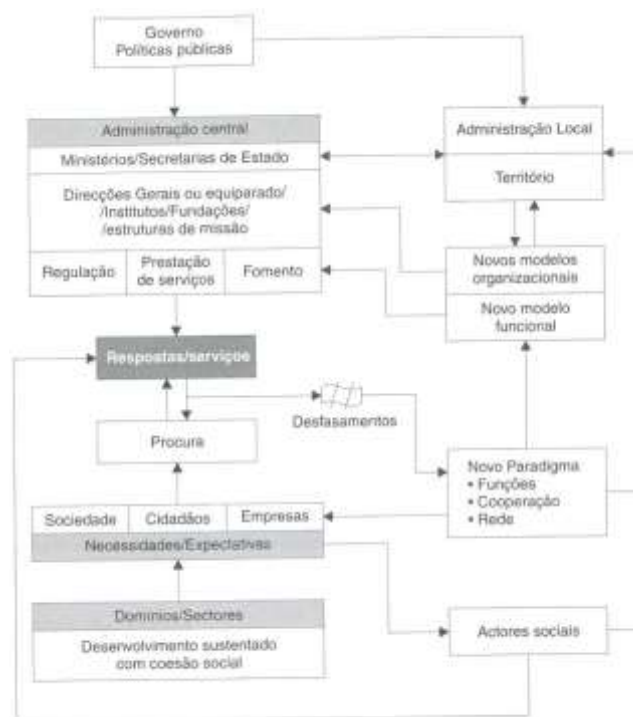 Governo
Políticas públicas
Administração central
Ministérios/Secretarias de Estado
Direcções Gerais ou equiparado/
/Institutos/Fundações/
/estruturas de missão
Regulação
Prestação
de serviços
Fomento
Administração Local
Território
Novos modelos
organizacionais
Novo modelo
funcional
Respostas/serviços
Desfasamentos
Procura
Novo Paradigma
• Funções
• Cooperação
• Rede
Sociedade
Cidadãos
Empresas
Necessidades/Expectativas
Domínios/Sectores
Desenvolvimento sustentado
com coesão social
Actores sociais